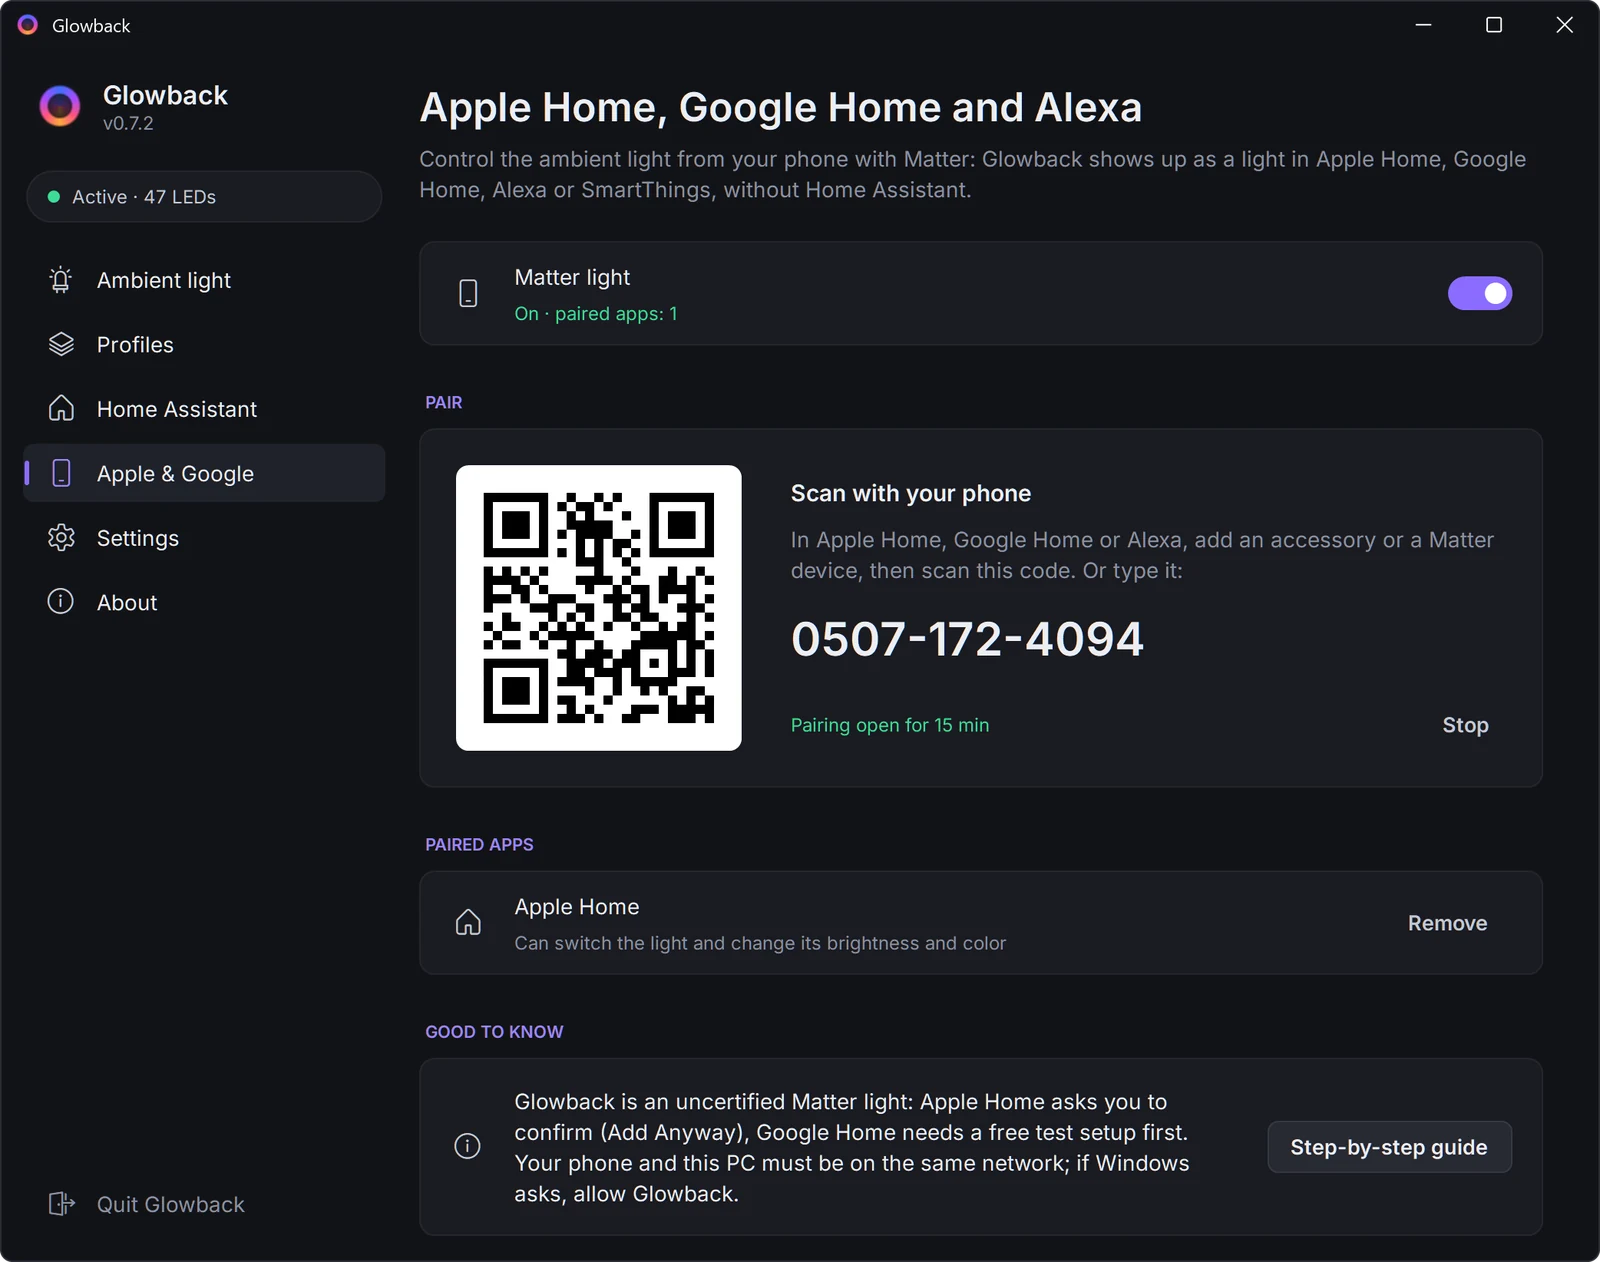 Glowback
Glowback
v0.7.2
Active · 47 LEDs
Ambient light
Profiles
Home Assistant
Apple & Google
Settings
About
Quit Glowback
Apple Home, Google Home and Alexa
Control the ambient light from your phone with Matter: Glowback shows up as a light in Apple Home, Google
Home, Alexa or SmartThings, without Home Assistant.
Matter light
On · paired apps: 1
PAIR
Scan with your phone
In Apple Home, Google Home or Alexa, add an accessory or a Matter
device, then scan this code. Or type it:
0507-172-4094
Pairing open for 15 min
Stop
PAIRED APPS
Apple Home
Can switch the light and change its brightness and color
Remove
GOOD TO KNOW
Glowback is an uncertified Matter light: Apple Home asks you to
confirm (Add Anyway), Google Home needs a free test setup first.
Your phone and this PC must be on the same network; if Windows
asks, allow Glowback.
Step-by-step guide